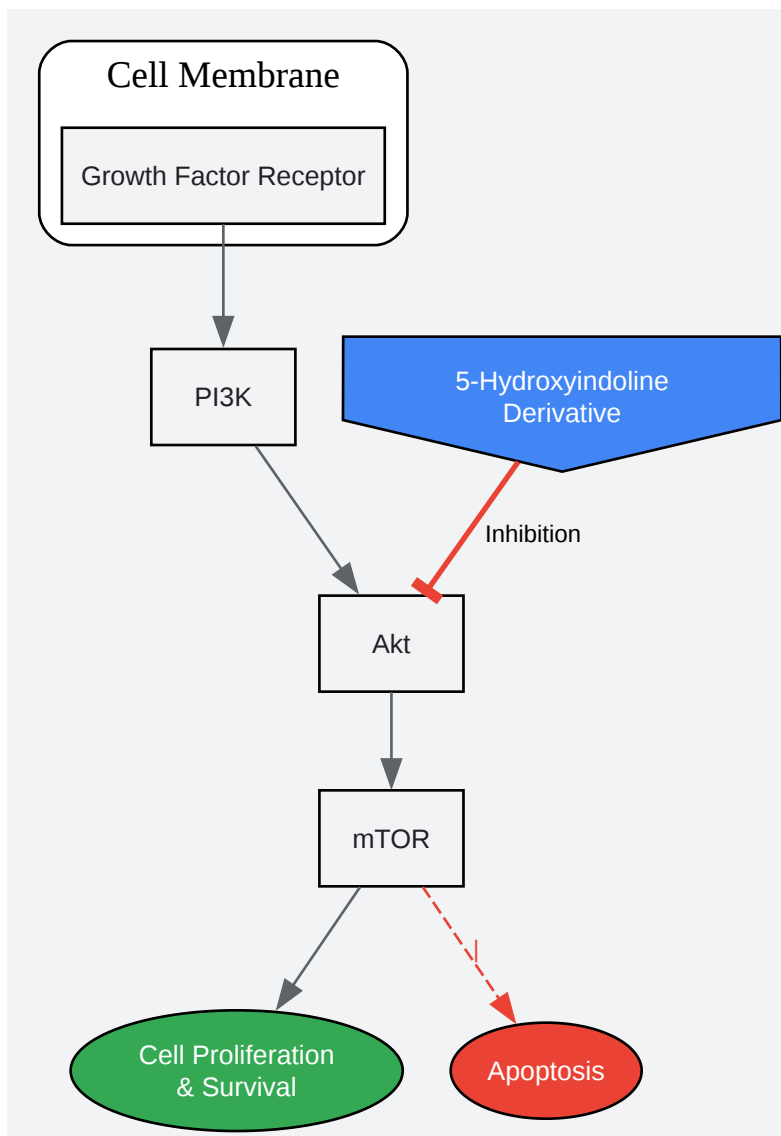 Cell Membrane
Growth Factor Receptor
PI3K
5-Hydroxyindoline
Derivative
Inhibition
Akt
mTOR
Cell Proliferation
& Survival
Apoptosis